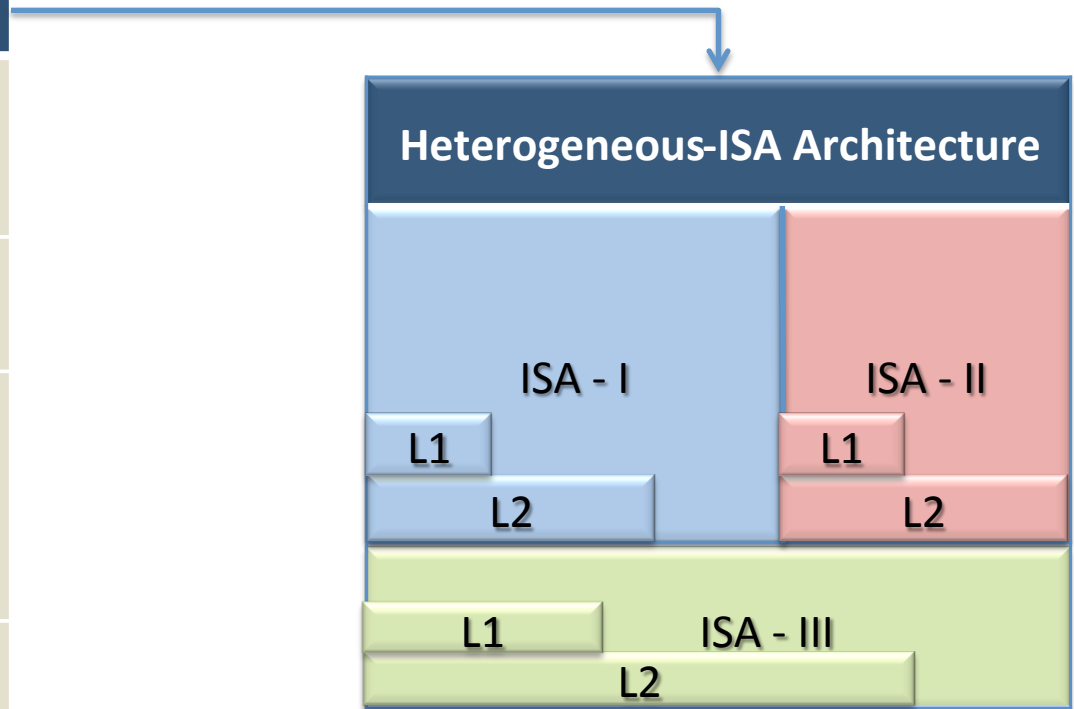 Heterogeneous-ISA Architecture
ISA - I
L1
L2
ISA - II
L1
L2
ISA - III
L1
L2